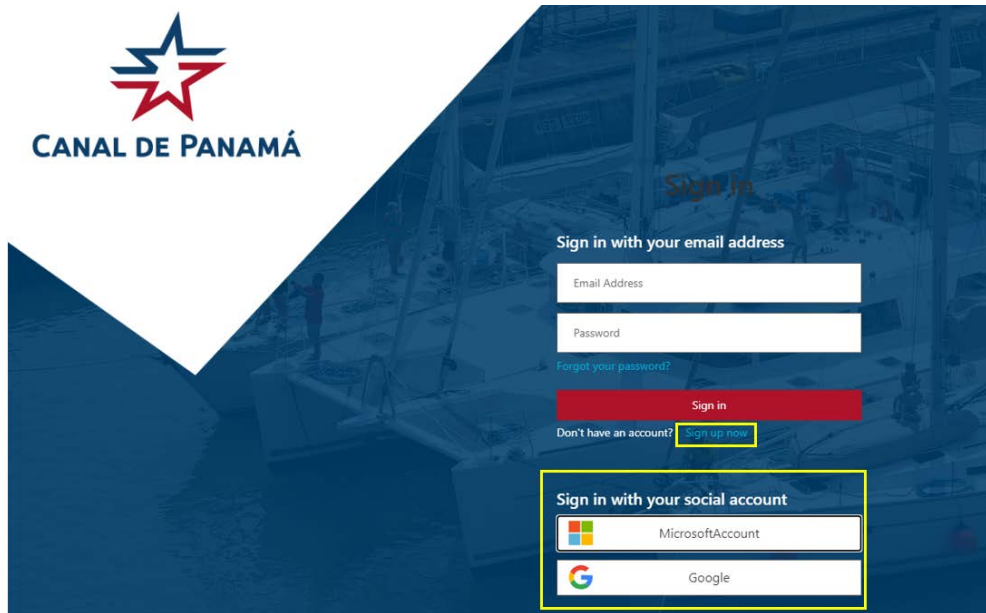 CANAL DE PANAMÁ
Sign in
Sign in with your email address
Email Address
Password
Forgot your password?
Sign in
Don't have an account? Sign up now
Sign in with your social account
MicrosoftAccount
Google